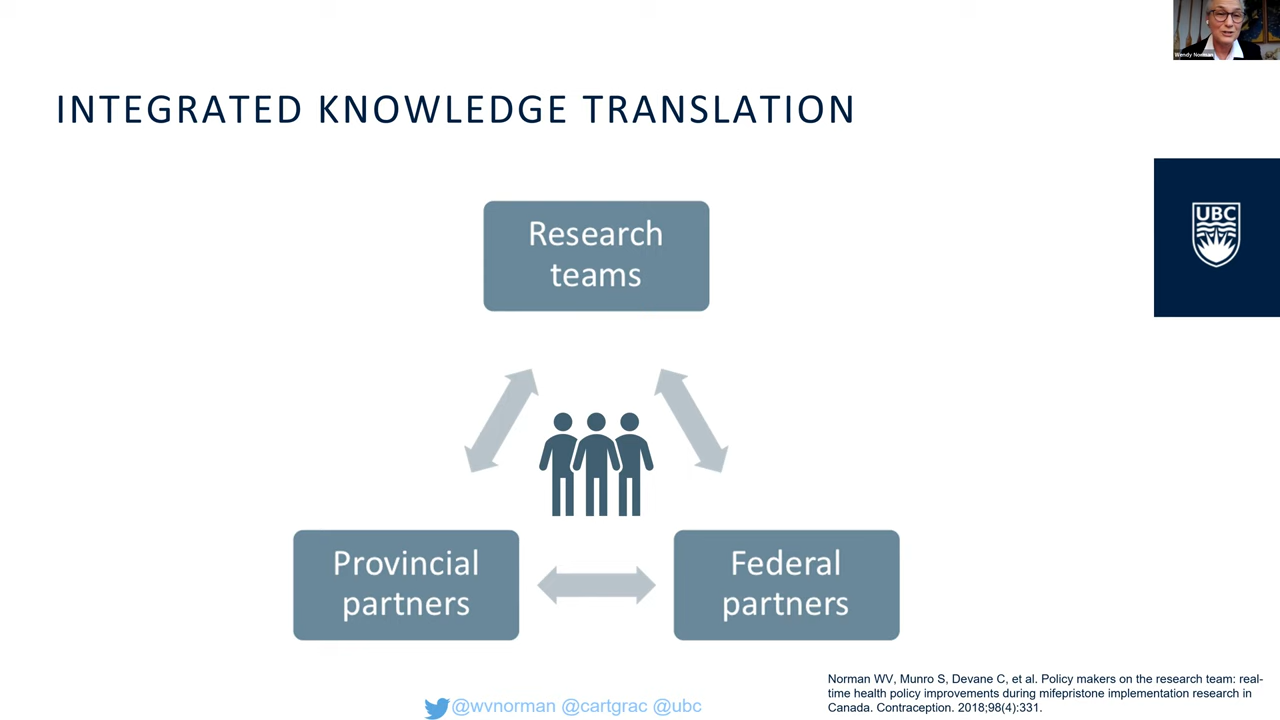 Wendy Norman
INTEGRATED KNOWLEDGE TRANSLATION
UBC
Research
teams
Provincial
partners
Federal
partners
Norman WV, Munro S, Devane C, et al. Policy makers on the research team: real-
time health policy improvements during mifepristone implementation research in
Canada. Contraception. 2018;98(4):331.
@wvnorman @cartgrac @ubc